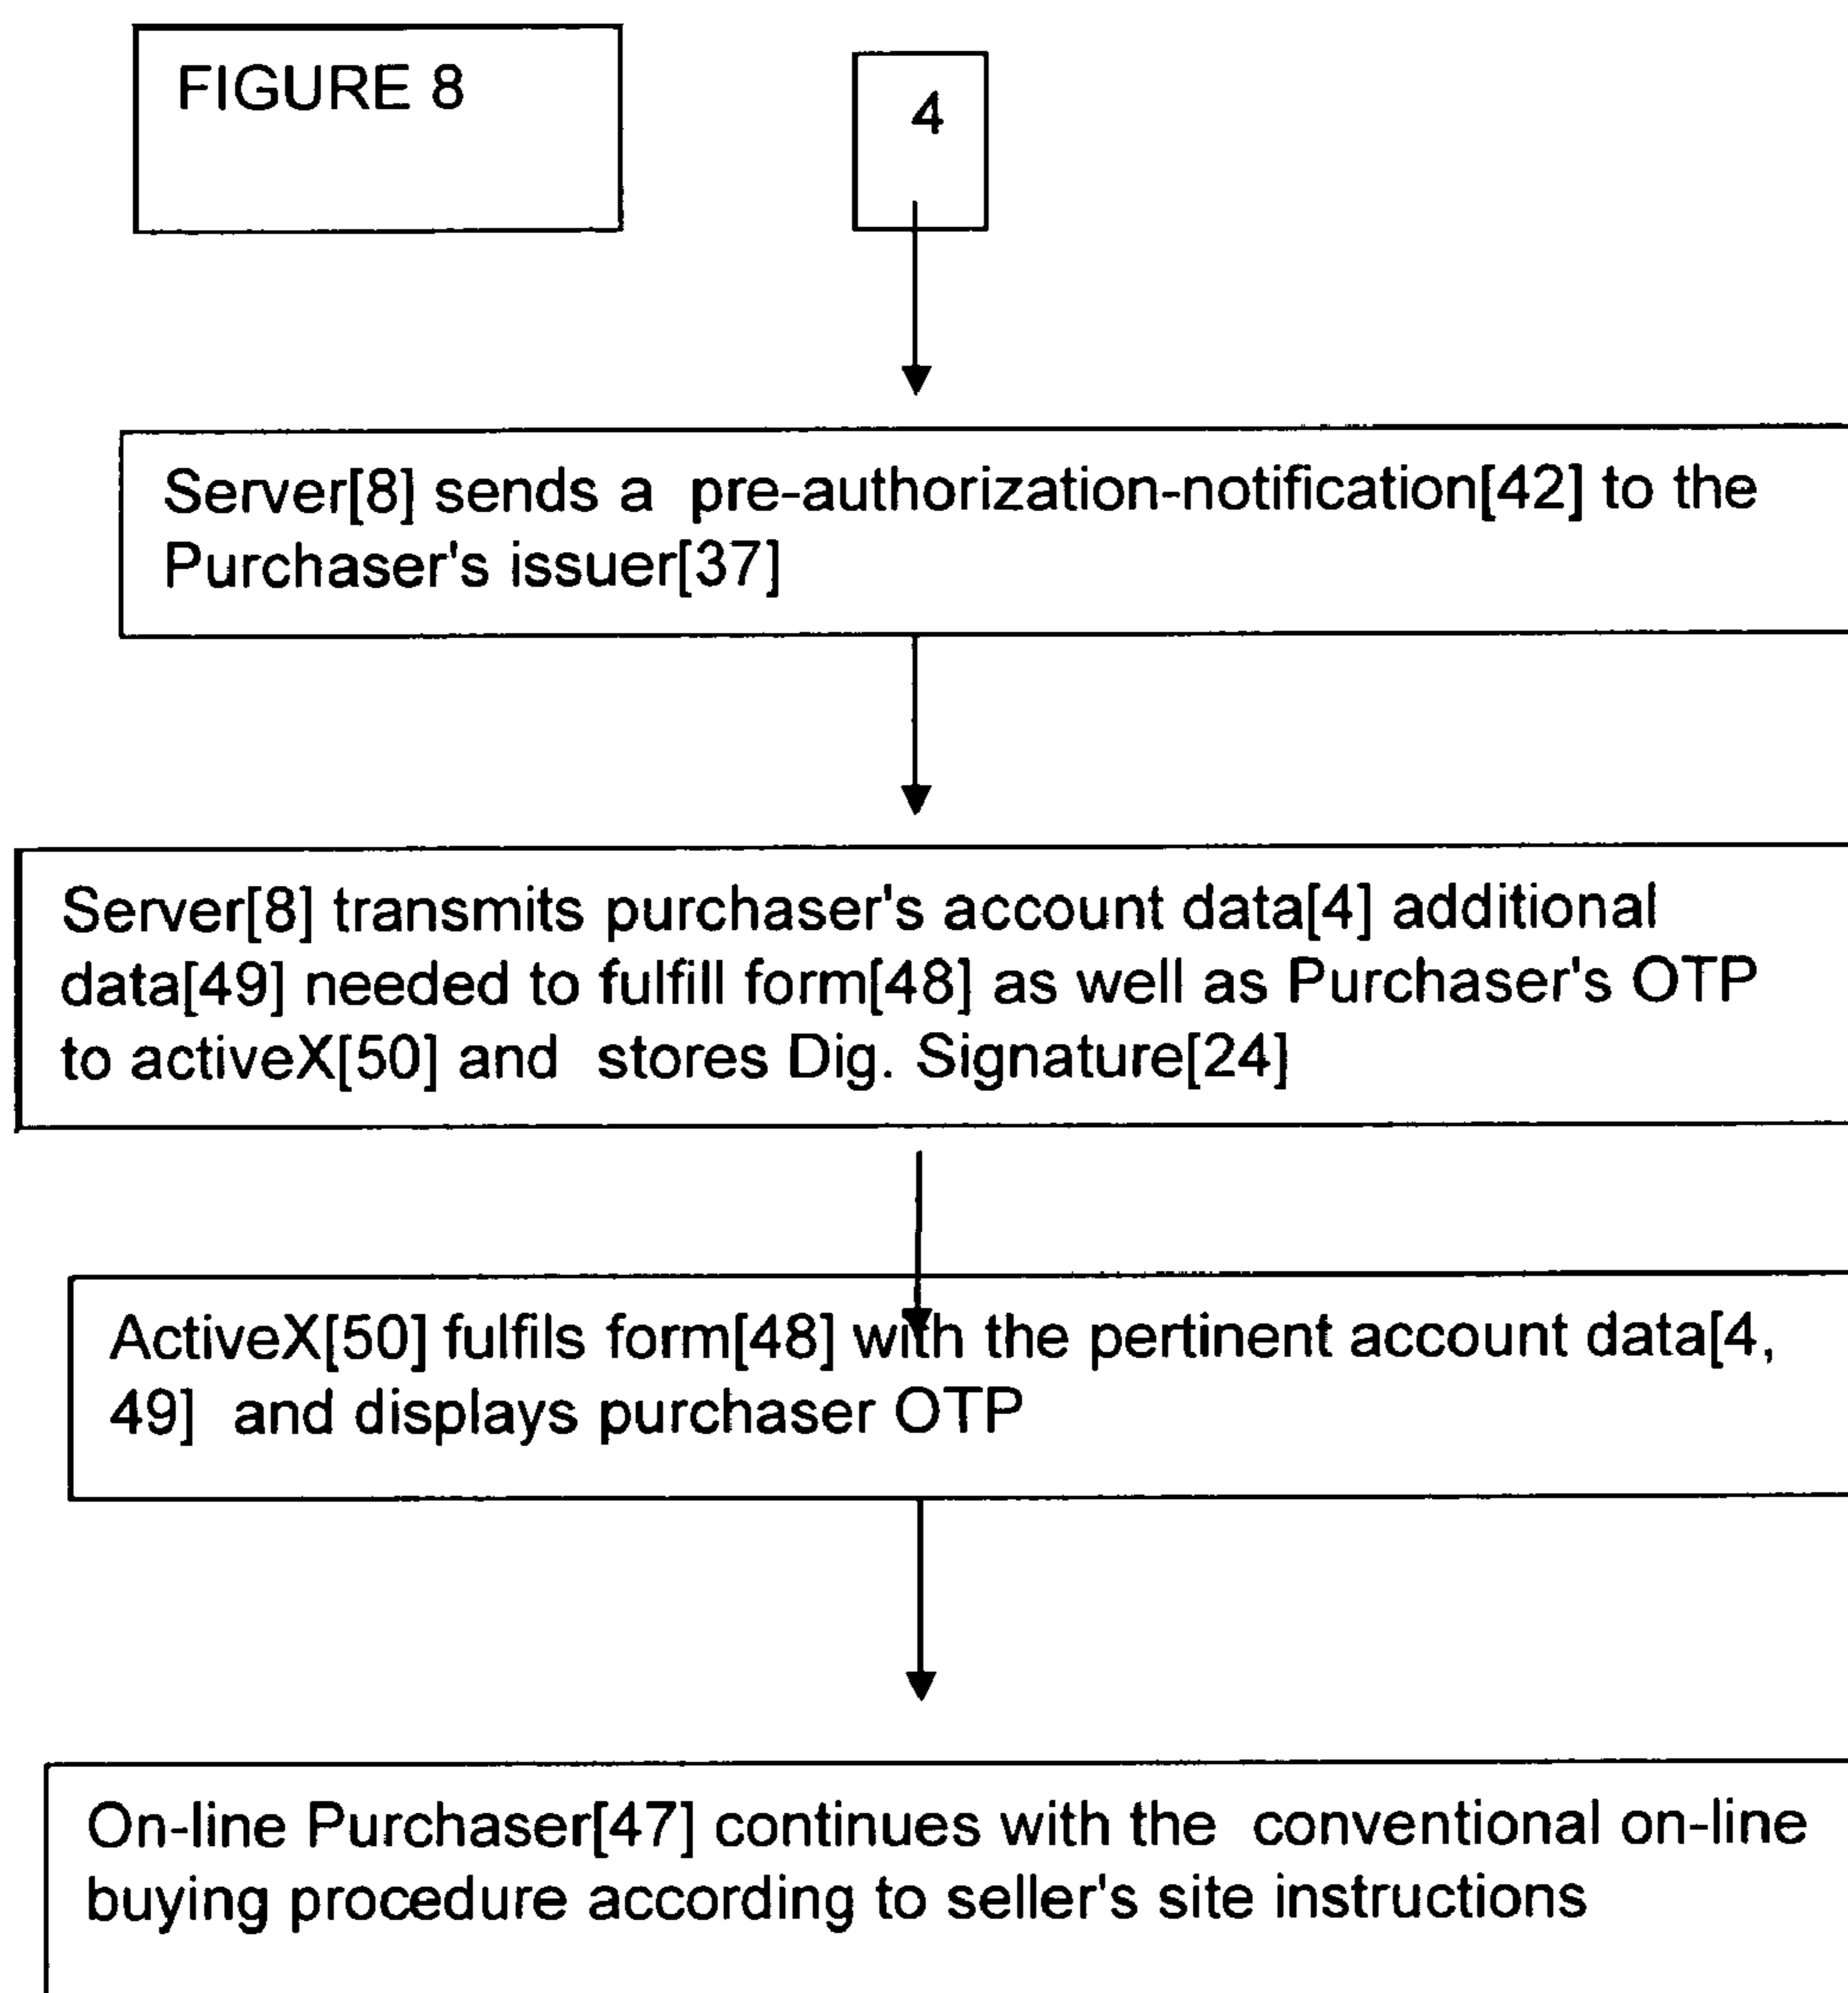 FIGURE 8
4
Server[8] sends a pre-authorization-notification[42] to the
Purchaser's issuer[37]
Server[8] transmits purchaser's account data[4] additional
data[49] needed to fulfill form[48] as well as Purchaser's OTP
to activeX[50] and stores Dig. Signature[24]
ActiveX[50] fulfils form[48] with the pertinent account data[4,
49] and displays purchaser OTP
On-line Purchaser[47] continues with the conventional on-line
buying procedure according to seller's site instructions